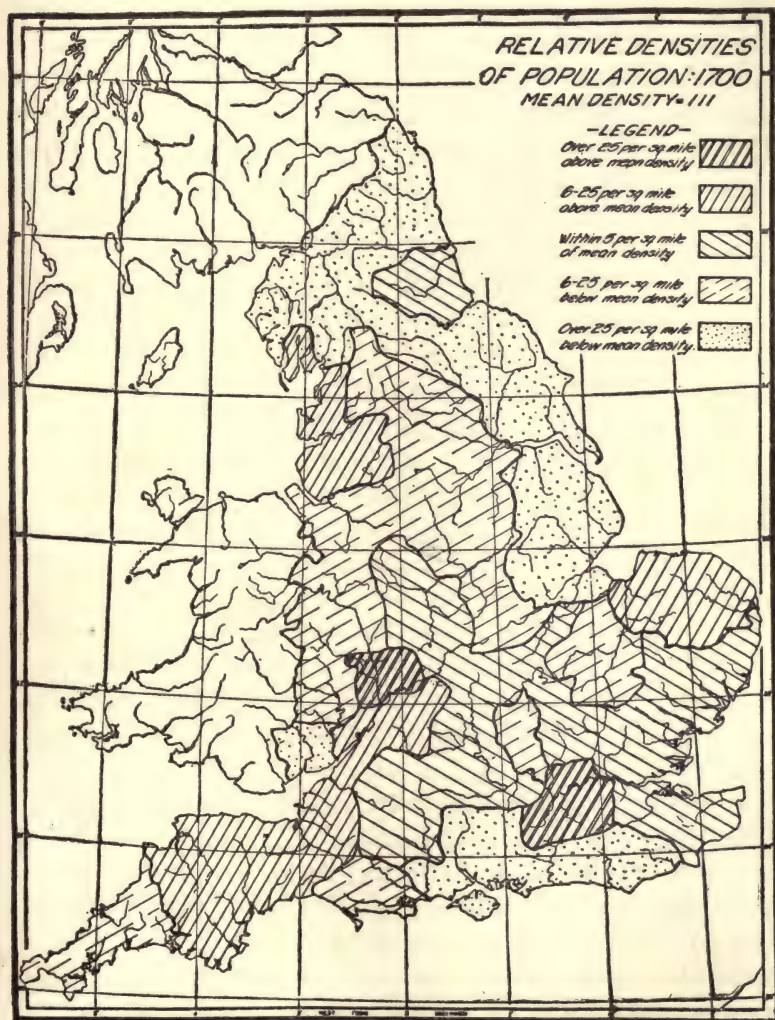 RELATIVE DENSITIES
OF POPULATION: 1700
MEAN DENSITY = 111
-LEGEND-
Over 25 per sq mile
above mean density
6-25 per sq mile
above mean density
Within 5 per sq mile
of mean density
6-25 per sq mile
below mean density
Over 25 per sq mile
below mean density